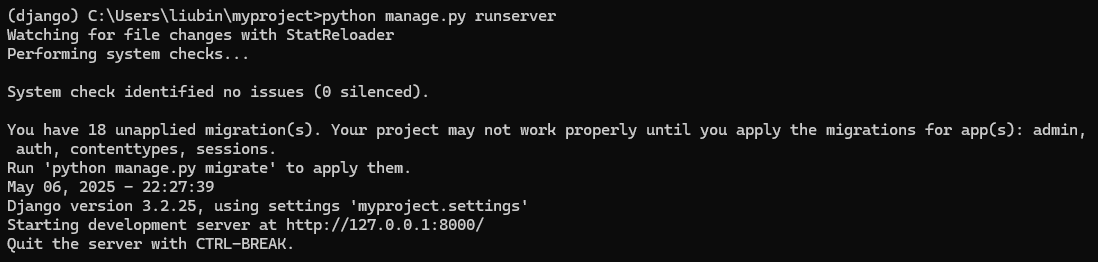 (django) C:\Users\liubin\myproject>python manage.py runserver
Watching for file changes with StatReloader
Performing system checks...
System check identified no issues (0 silenced).
You have 18 unapplied migration(s). Your project may not work properly until you apply the migrations for app(s): admin,
 auth, contenttypes, sessions.
Run 'python manage.py migrate' to apply them.
May 06, 2025 - 22:27:39
Django version 3.2.25, using settings 'myproject.settings'
Starting development server at http://127.0.0.1:8000/
Quit the server with CTRL-BREAK.